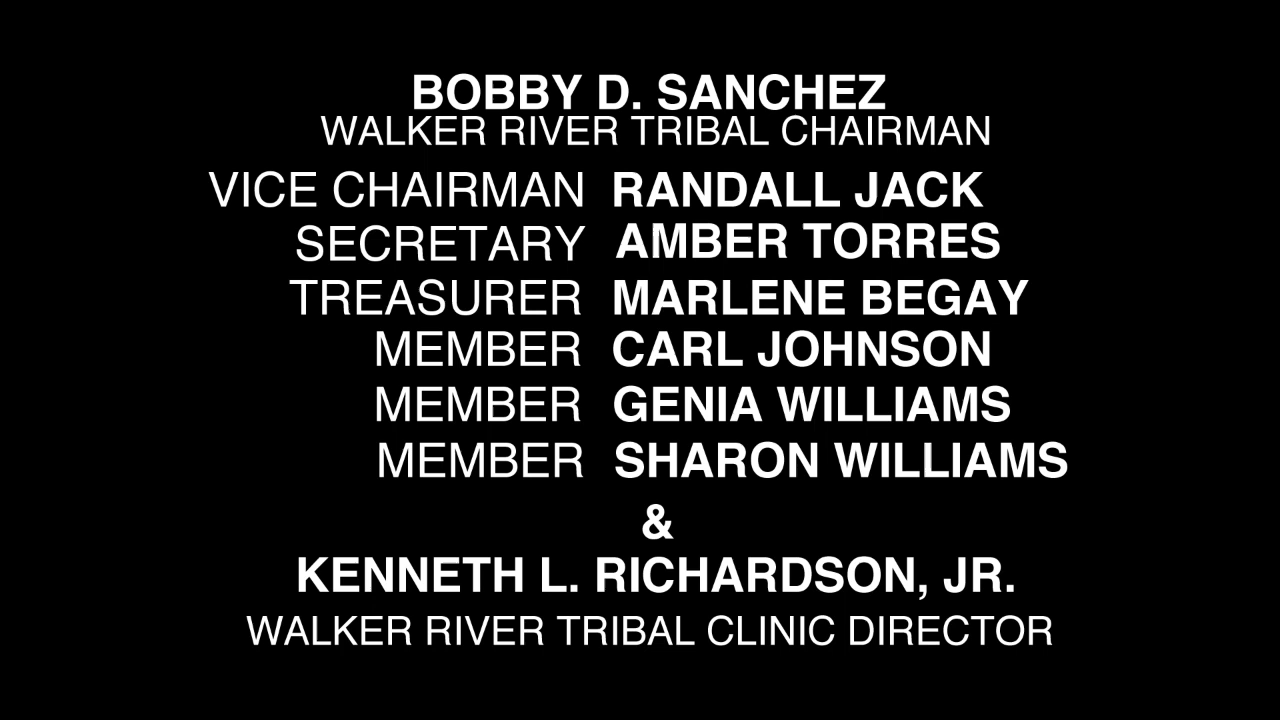 BOBBY D. SANCHEZ
WALKER RIVER TRIBAL CHAIRMAN
VICE CHAIRMAN RANDALL JACK
SECRETARY AMBER TORRES
TREASURER MARLENE BEGAY
MEMBER CARL JOHNSON
MEMBER GENIA WILLIAMS
MEMBER SHARON WILLIAMS
&
KENNETH L. RICHARDSON, JR.
WALKER RIVER TRIBAL CLINIC DIRECTOR